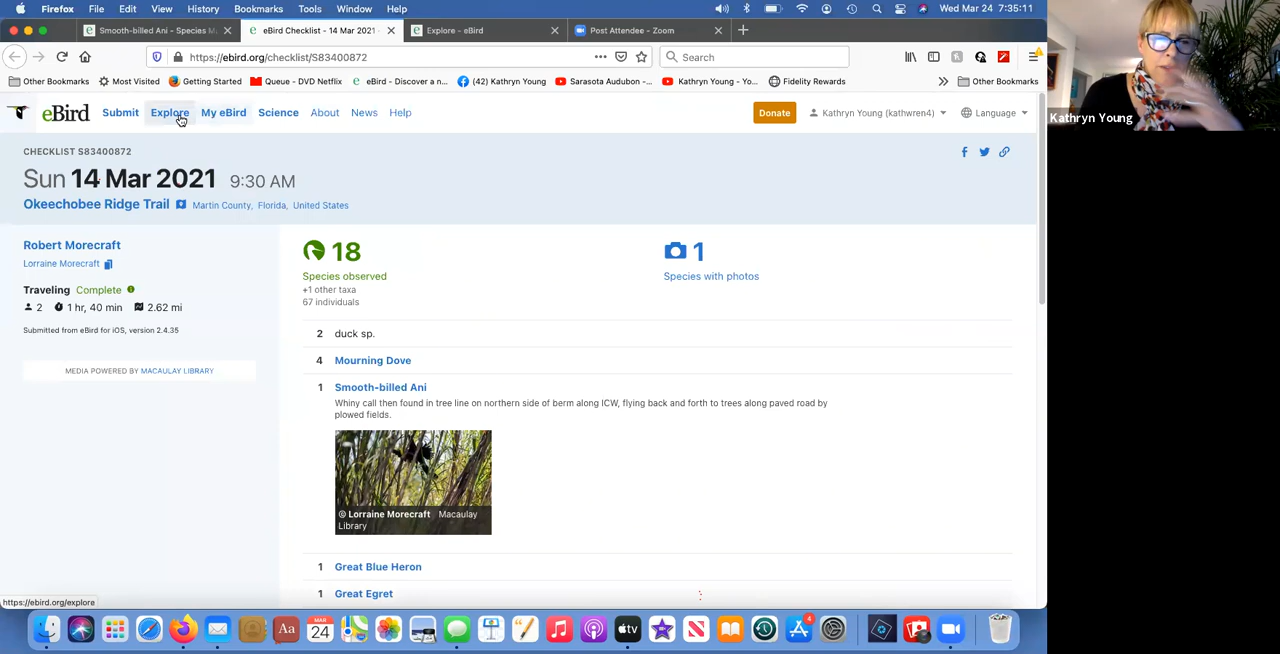 Firefox File Edit View History Bookmarks Tools Window Help Wed Mar 24 7:35:11
Smooth-billed Ani - Species M
eBird Checklist - 14 Mar 2021
Explore - eBird
Post Attendee - Zoom
https://ebird.org/checklist/S83400872
Search
Other Bookmarks Most Visited Getting Started Queue - DVD Netflix eBird - Discover a n... (42) Kathryn Young Sarasota Audubon -... Kathryn Young - Yo... Fidelity Rewards Other Bookmarks
eBird Submit Explore My eBird Science About News Help Donate Kathryn Young (kathwren4) Language
CHECKLIST S83400872
Sun 14 Mar 2021 9:30 AM
Okeechobee Ridge Trail Martin County, Florida, United States
Robert Morecraft
Lorraine Morecraft
Traveling Complete
2 1 hr, 40 min 2.62 mi
Submitted from eBird for iOS, version 2.4.35
MEDIA POWERED BY MACAULAY LIBRARY
18
Species observed
+1 other taxa
67 individuals
1
Species with photos
2 duck sp.
4 Mourning Dove
1 Smooth-billed Ani
Whiny call then found in tree line on northern side of berm along ICW, flying back and forth to trees along paved road by
plowed fields.
© Lorraine Morecraft Macaulay
Library
1 Great Blue Heron
1 Great Egret
https://ebird.org/explore
MAR
24
Aa
tv
4
Kathryn Young